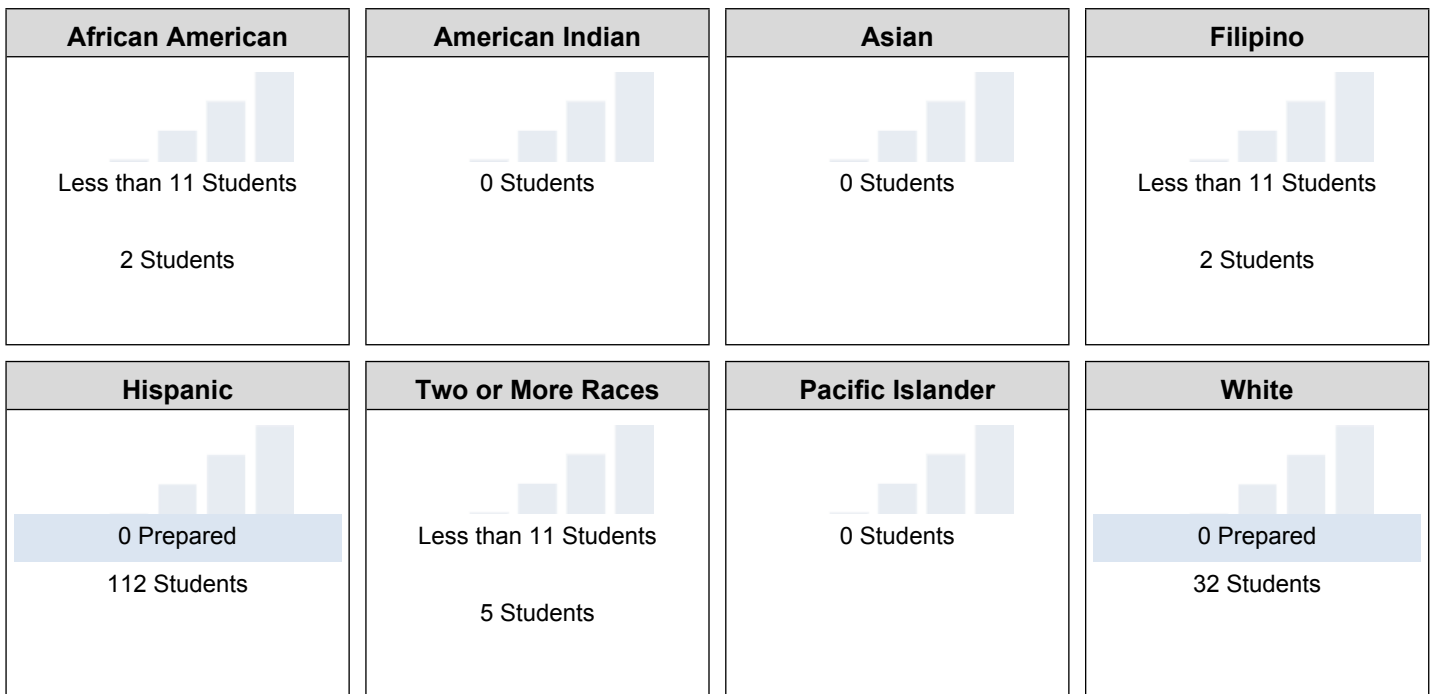 African American
Less than 11 Students
2 Students
American Indian
0 Students
Asian
0 Students
Filipino
Less than 11 Students
2 Students
Hispanic
0 Prepared
112 Students
Two or More Races
Less than 11 Students
5 Students
Pacific Islander
0 Students
White
0 Prepared
32 Students